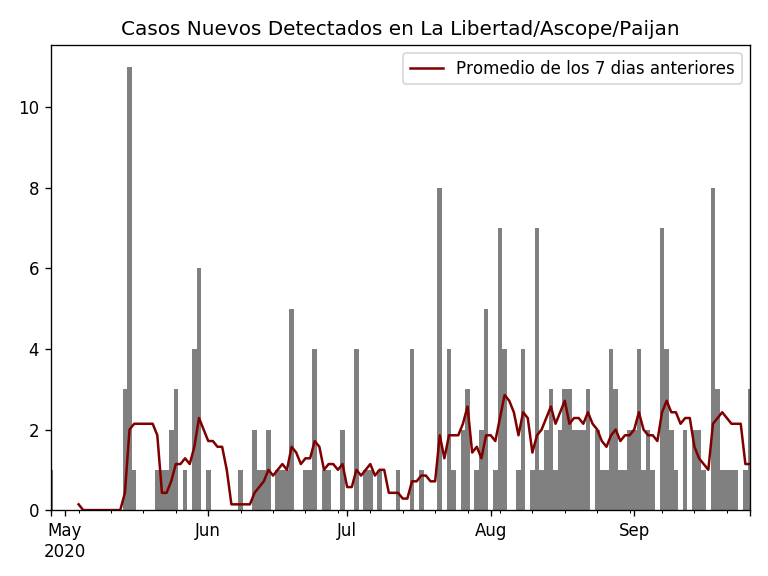 Casos Nuevos Detectados en La Libertad/Ascope/Paijan
Promedio de los 7 dias anteriores
10
8
6
4
2
0
May Jun Jul Aug Sep
2020